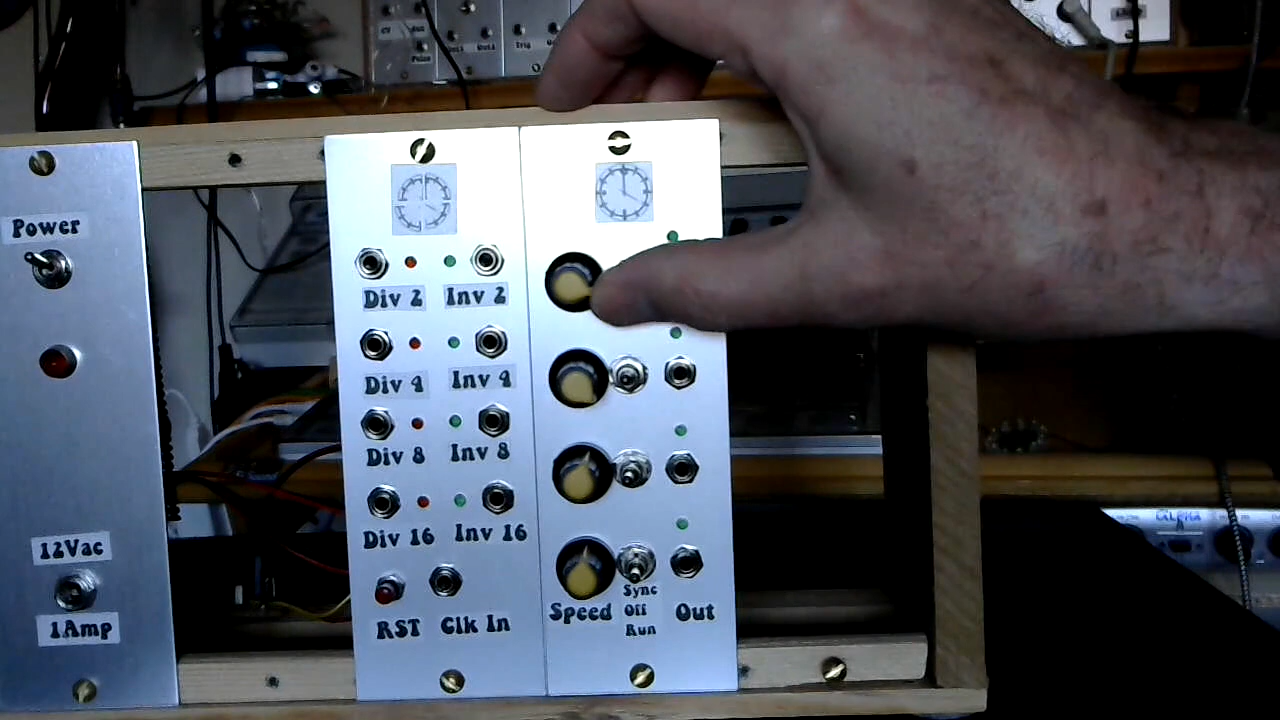 Power
12Vac
1Amp
Div 2 Inv 2
Div 4 Inv 4
Div 8 Inv 8
Div 16 Inv 16
RST Clk In
Speed
Sync
Off
Run
Out